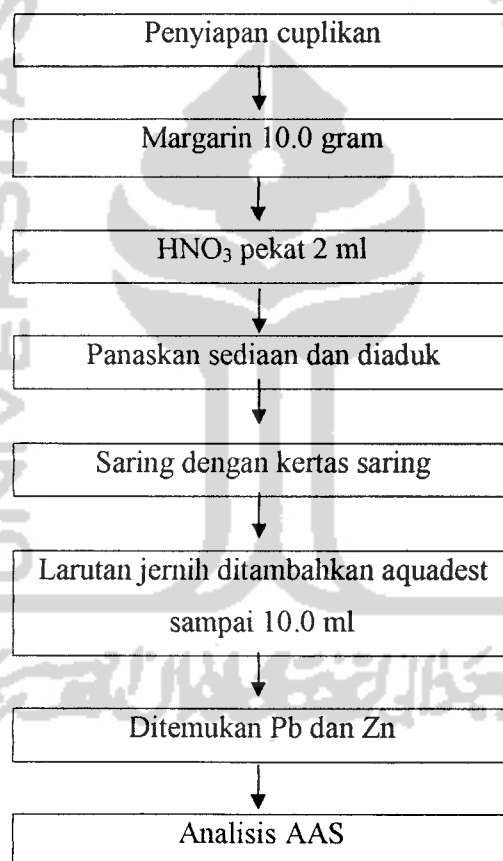 Penyiapan cuplikan
Margarin 10.0 gram
HNO₃ pekat 2 ml
Panaskan sediaan dan diaduk
Saring dengan kertas saring
Larutan jernih ditambahkan aquadest
sampai 10.0 ml
Ditemukan Pb dan Zn
Analisis AAS